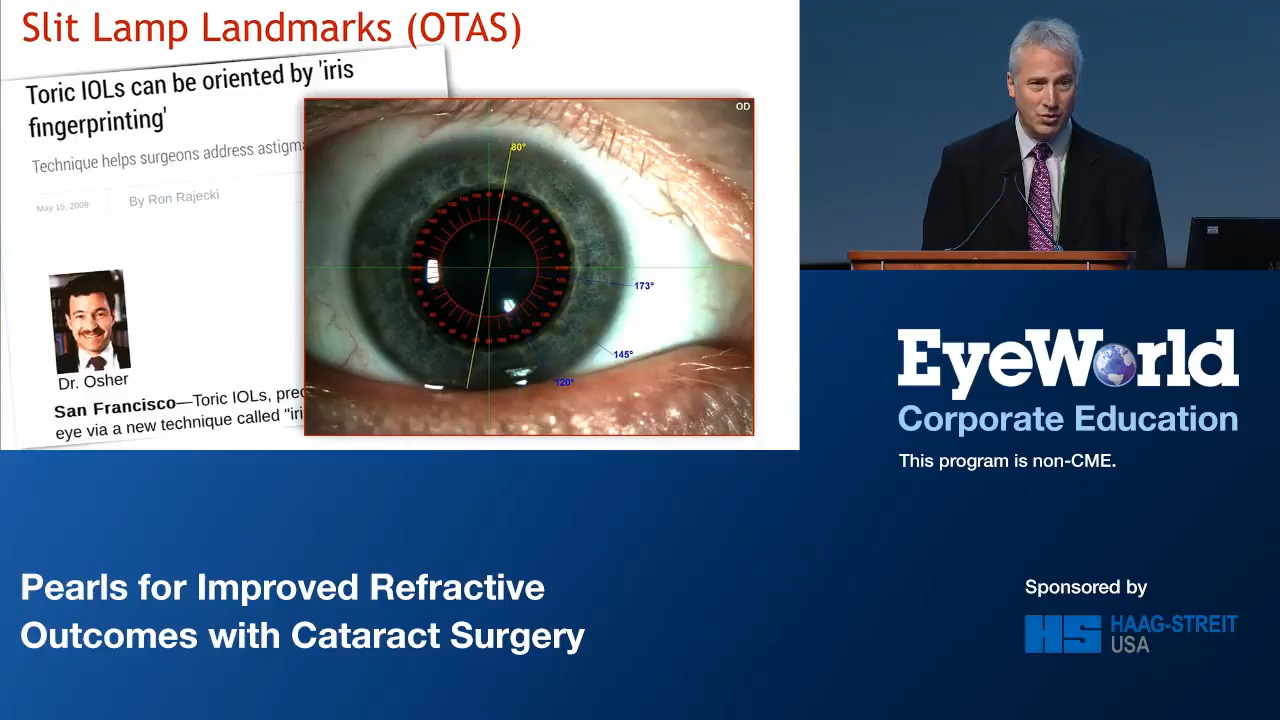 Slit Lamp Landmarks (OTAS)
Toric IOLs can be oriented by 'iris
fingerprinting'
Technique helps surgeons address astigma
May 15, 2009
By Ron Rajecki
Dr. Osher
San Francisco—Toric IOLs, prec
eye via a new technique called "iri
OD
80°
173°
145°
120°
EyeWorld
Corporate Education
This program is non-CME.
Pearls for Improved Refractive
Outcomes with Cataract Surgery
Sponsored by
HS HAAG-STREIT
USA